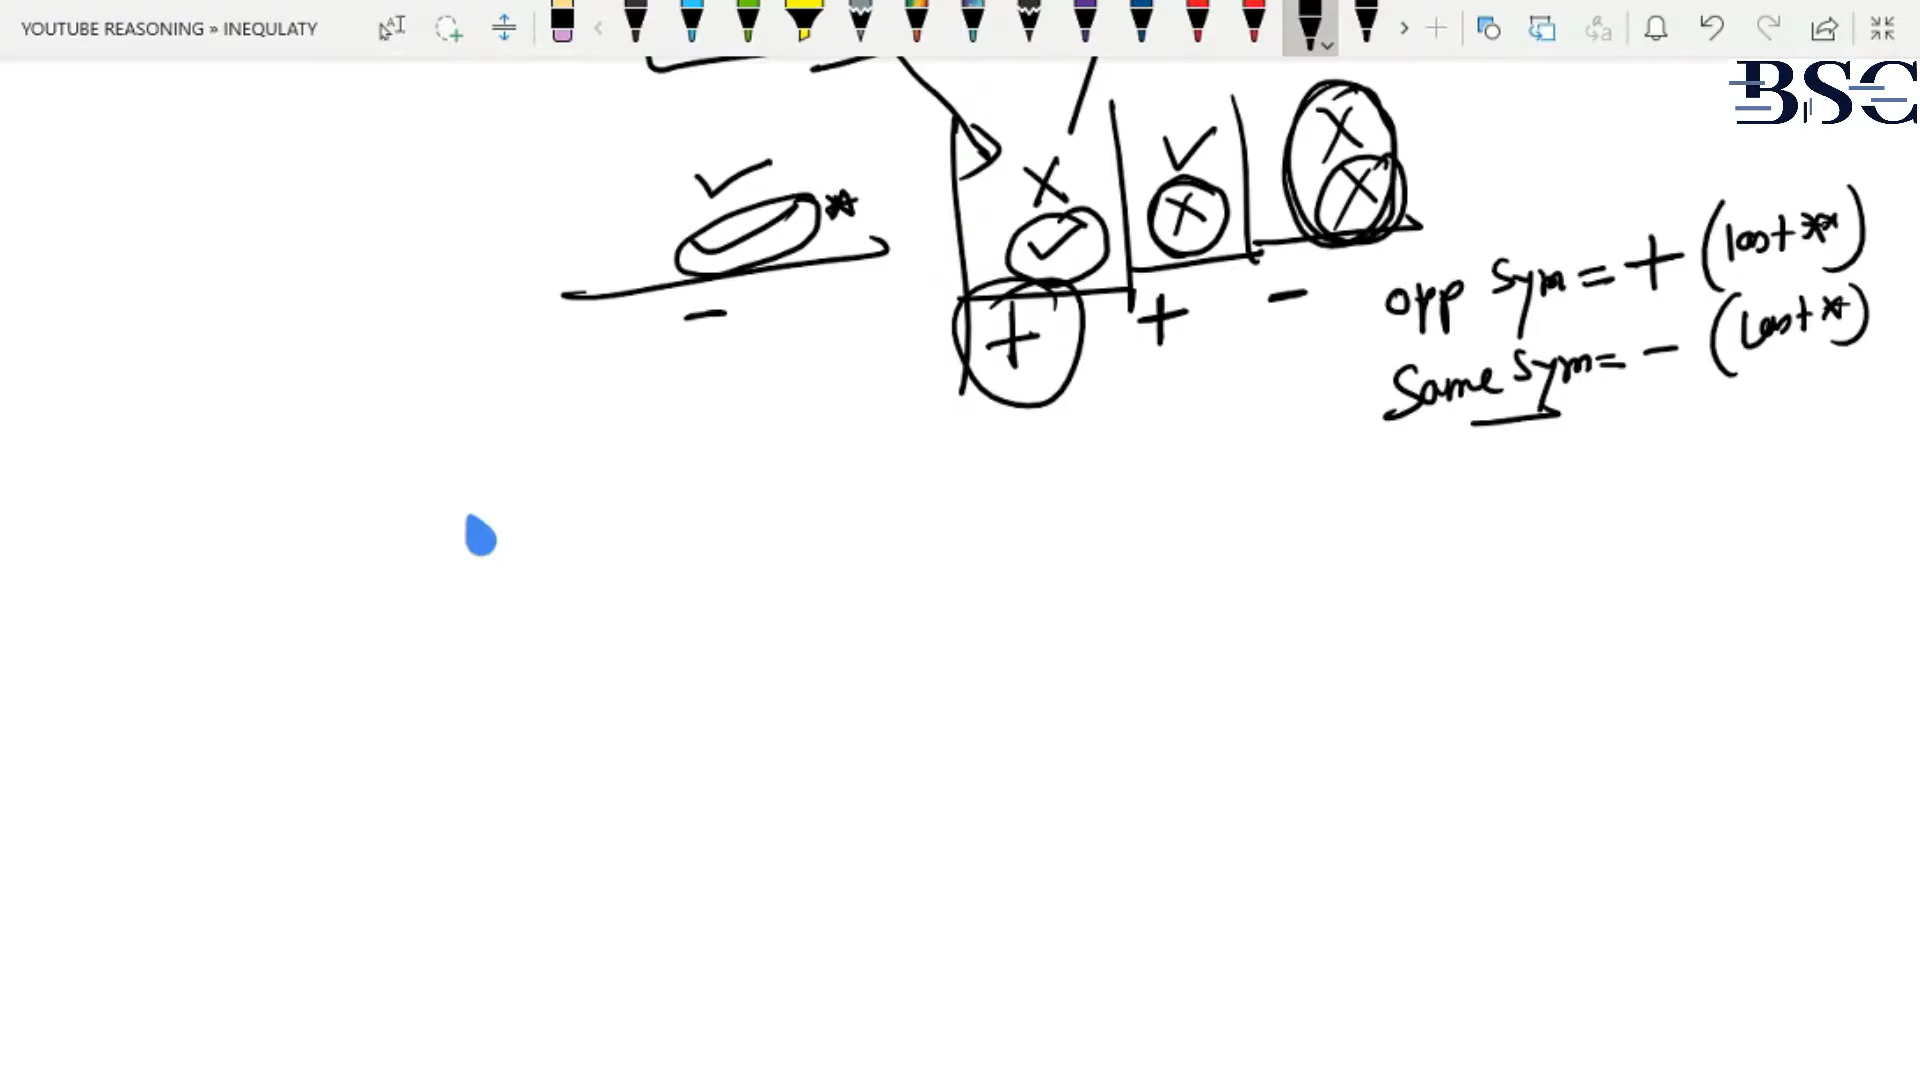 YOUTUBE REASONING » INEQULATY
BSC
opp sym = + (last **)
Same sym = - (last *)
✓ x ✓ x
✓ * ✓ x x
- + + -